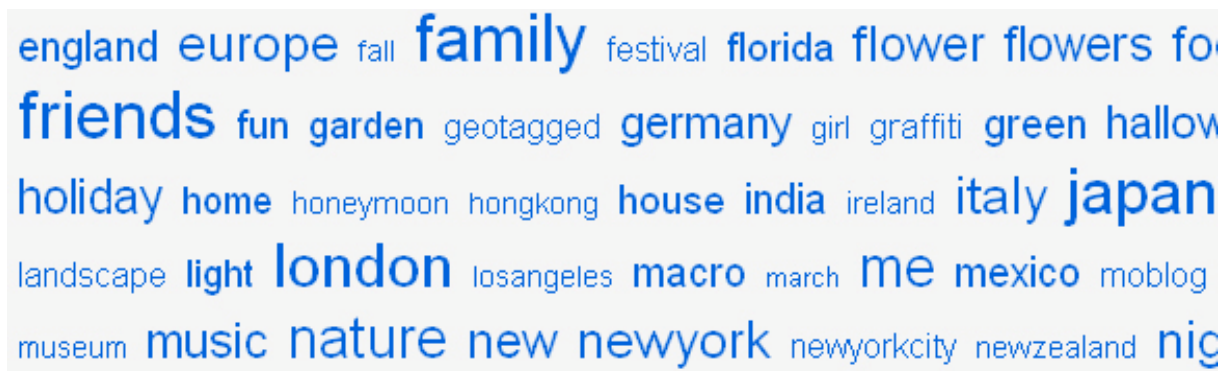 england europe fall family festival florida flower flowers
friends fun garden geotagged germany girl graffiti green
holiday home honeymoon hongkong house india ireland italy japan
landscape light london losangeles macro march me mexico moblog
museum music nature new newyork newyorkcity newzealand